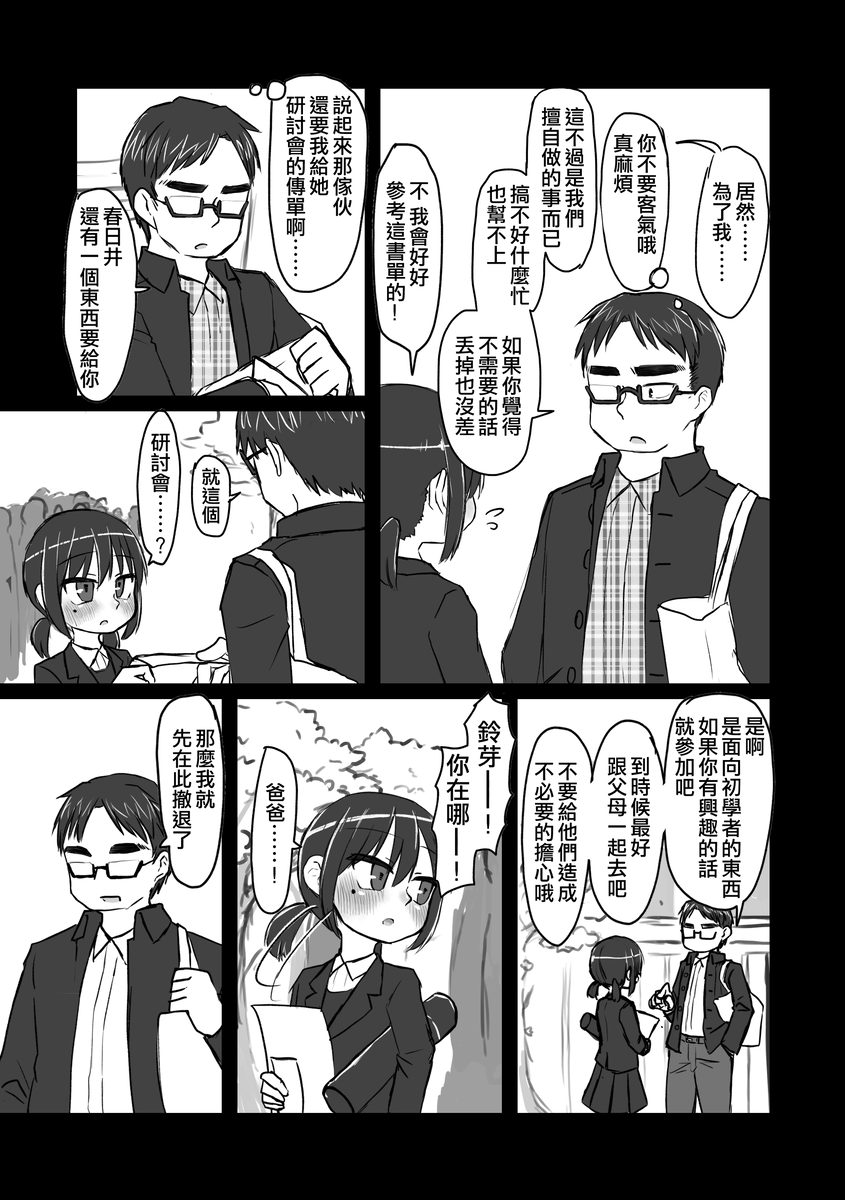 居然……
為了我……
你不要客氣哦
真麻煩
這不過是我們
擅自做的事而已
搞不好什麼忙
也幫不上
如果你覺得
不需要的話
丟掉也沒差
不 我會好好
參考這書單的！
說起來那傢伙
還要我給她
研討會的傳單啊……
春日井
還有一個東西要給你
就這個
研討會……？
是啊
是面向初學者的東西
如果你有興趣的話
就參加吧
到時候最好
跟父母一起去吧
不要給他們造成
不必要的擔心哦
鈴芽——！
你在哪—！
爸爸……！
那麼我就
先在此撤退了